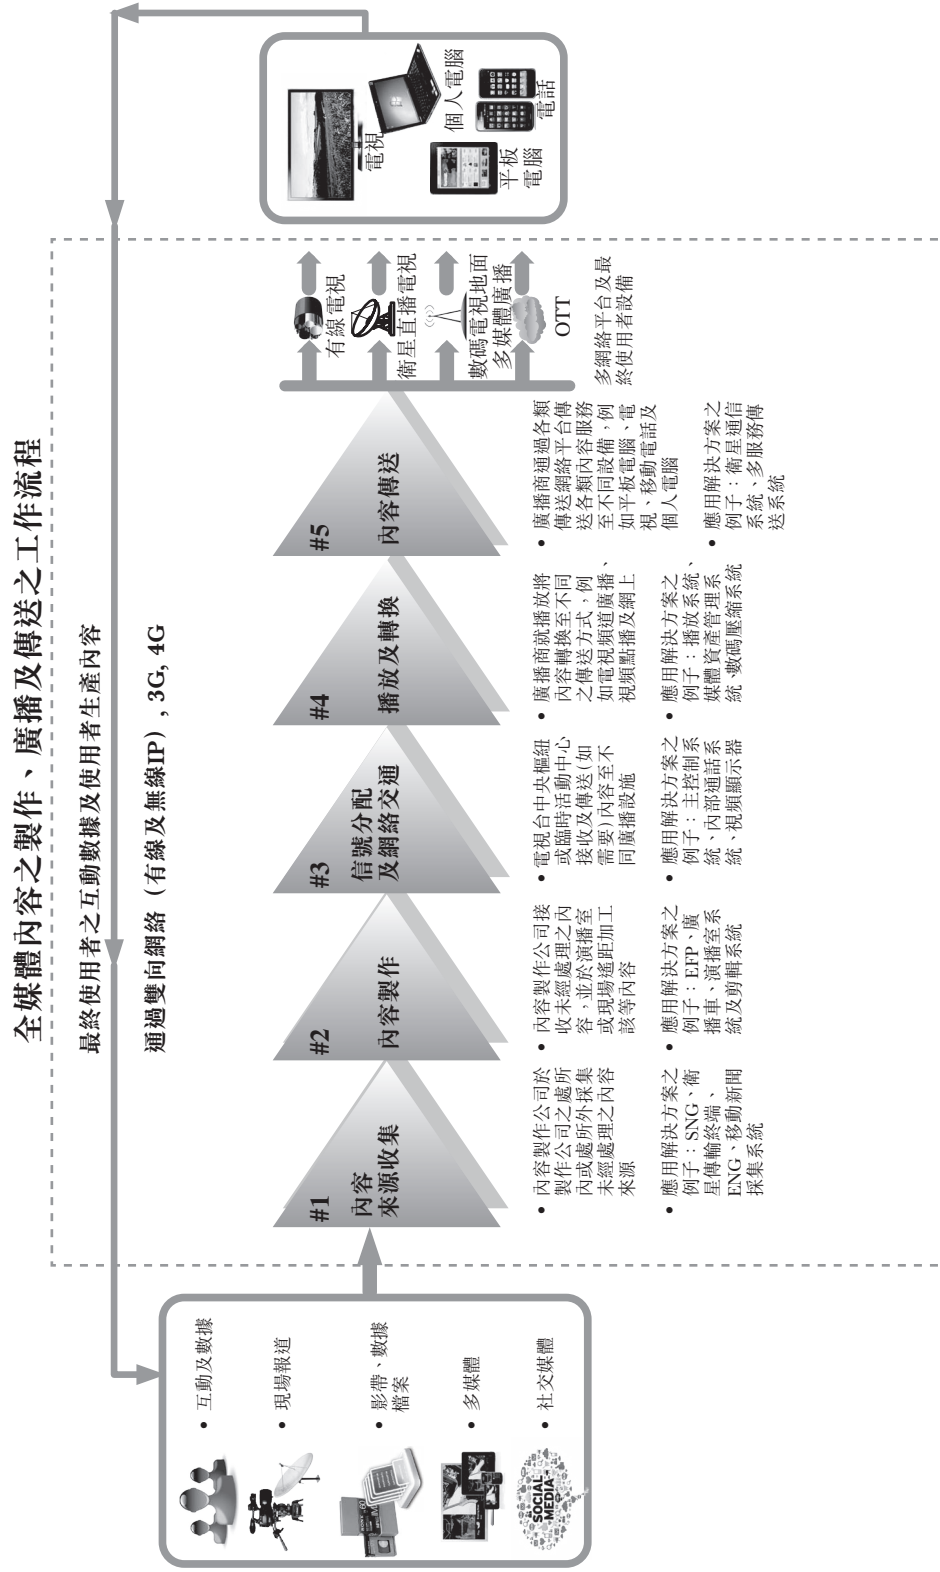 全媒體內容之製作、廣播及傳送之工作流程
最終使用者之互動數據及使用者生產內容
通過雙向網絡（有線及無線IP）, 3G, 4G
• 互動及數據
• 現場報道
• 影帶、數據
檔案
• 多媒體
• 社交媒體
SOCIAL
MEDIA
#1
內容
來源收集
• 內容製作公司於
製作公司之處所
內或處所外採集
未經處理之內容
來源
• 應用解決方案之
例子：SNG、衛
星傳輸終端、
ENG、移動新聞
採集系統
#2
內容製作
• 內容製作公司接
收未經處理之內
容，並於演播室
或現場遙距加工
該等內容
• 應用解決方案之
例子：EFP、廣
播車、演播室系
統及剪輯系統
#3
信號分配
及網絡交通
• 電視台中央樞紐
或臨時活動中心
接收及傳送（如
需要）內容至不
同廣播設施
• 應用解決方案之
例子：主控制系
統、內部通話系
統、視頻顯示器
#4
播放及轉換
• 廣播商就播放將
內容轉換至不同
之傳送方式，例
如電視頻道廣播、
視頻點播及網上
• 應用解決方案之
例子：播放系統、
媒體資產管理系
統、數碼壓縮系統
#5
內容傳送
• 廣播商通過各類
傳送網絡平台傳
送各類內容服務
至不同設備，例
如平板電腦、電
視、移動電話及
個人電腦
• 應用解決方案之
例子：衛星通信
系統、多服務傳
送系統
有線電視
衛星直播電視
數碼電視地面
多媒體廣播
OTT
多網絡平台及最
終使用者設備
電視
個人電腦
平板
電腦
電話